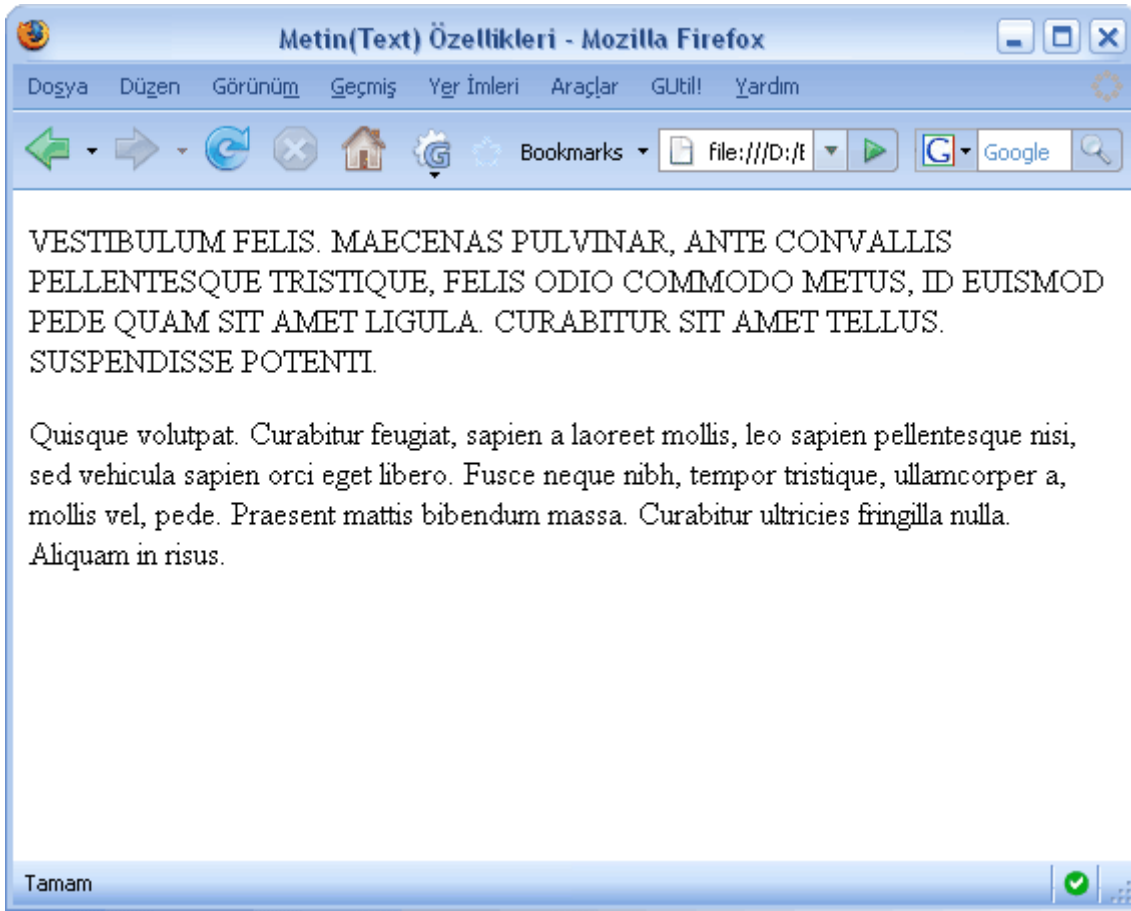 Metin(Text) Özellikleri - Mozilla Firefox
Dosya Düzen Görünüm Geçmiş Yer İmleri Araçlar GUtil! Yardım
Bookmarks file:///D:/E G Google
VESTIBULUM FELIS. MAECENAS PULVINAR, ANTE CONVALLIS
PELLENTESQUE TRISTIQUE, FELIS ODIO COMMODO METUS, ID EUISMOD
PEDE QUAM SIT AMET LIGULA. CURABITUR SIT AMET TELLUS.
SUSPENDISSE POTENTI.
Quisque volutpat. Curabitur feugiat, sapien a laoreet mollis, leo sapien pellentesque nisi,
sed vehicula sapien orci eget libero. Fusce neque nibh, tempor tristique, ullamcorper a,
mollis vel, pede. Praesent mattis bibendum massa. Curabitur ultricies fringilla nulla.
Aliquam in risus.
Tamam